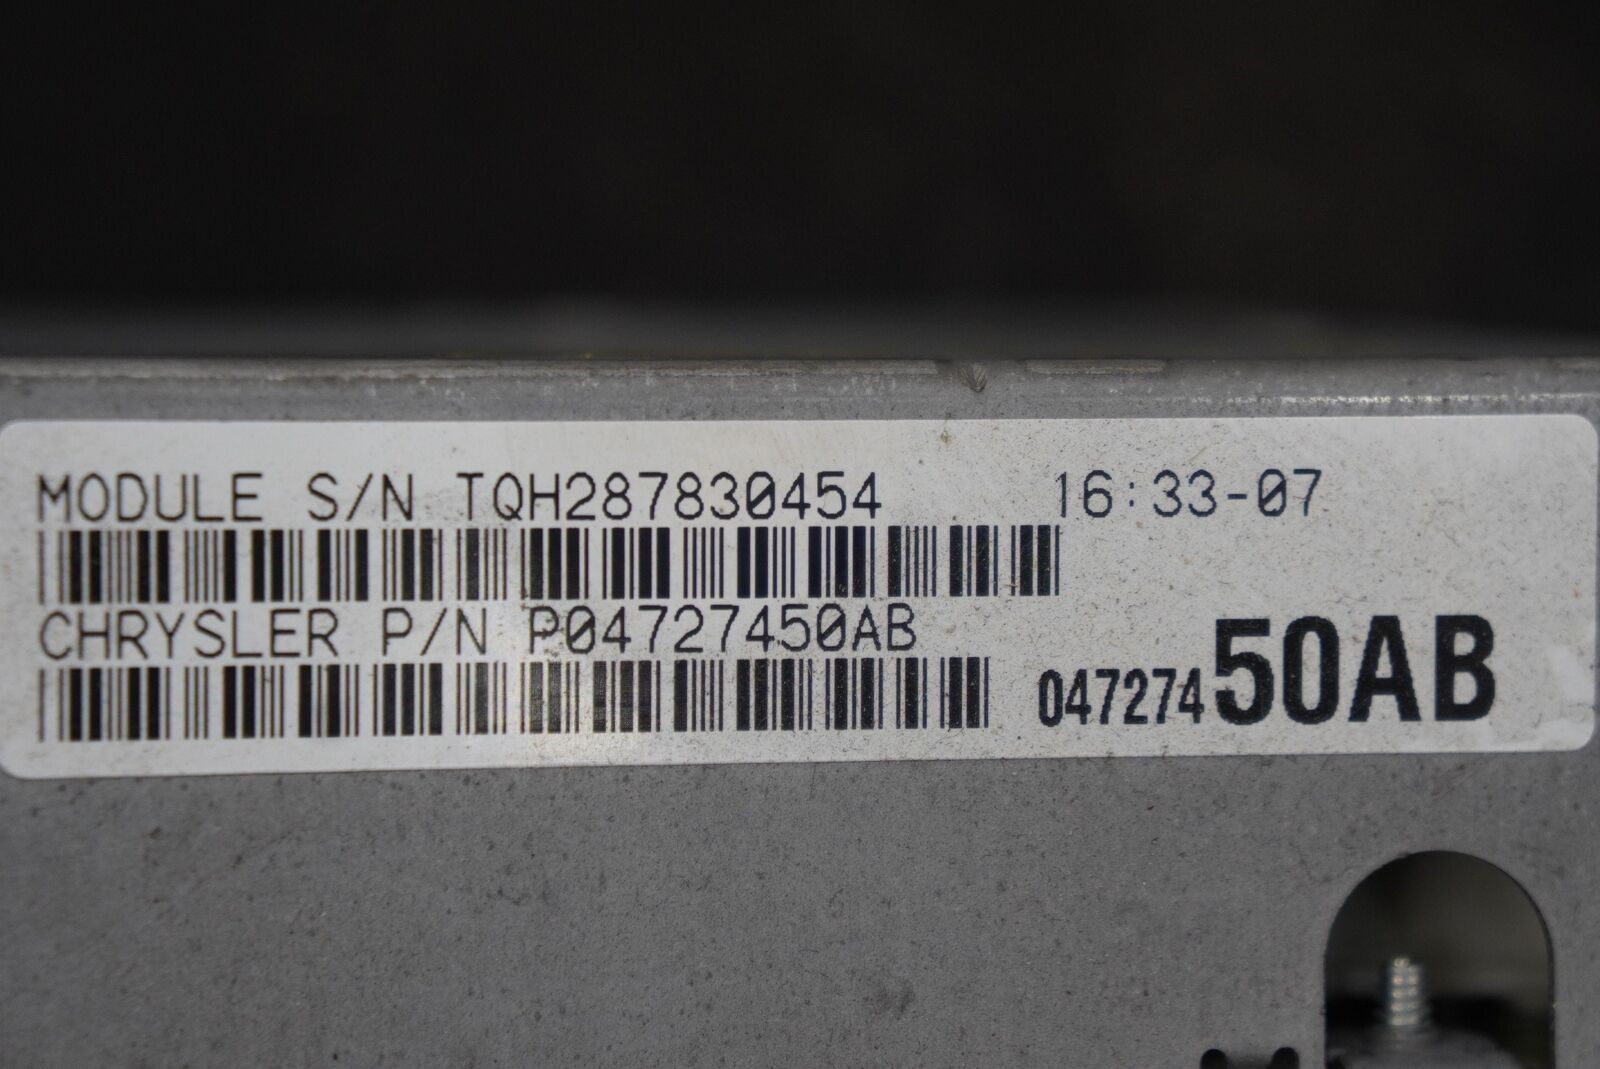 MODULE S/N TQH287830454 16:33-07
CHRYSLER P/N P04727450AB
04727450AB